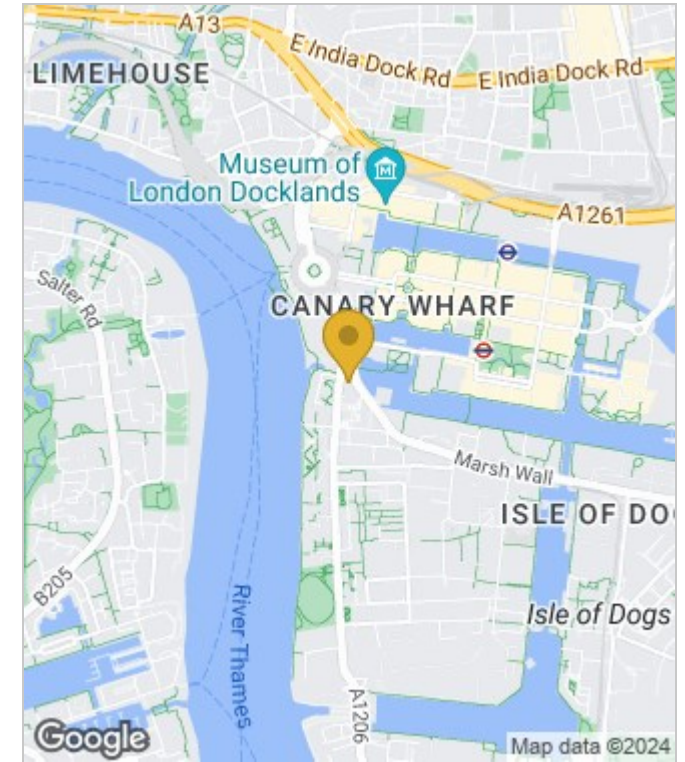 A13
E India Dock Rd
E India Dock Rd
LIMEHOUSE
Museum of
London Docklands
A1261
Salter Rd
CANARY WHARF
Marsh Wall
ISLE OF DO
B205
River Thames
Isle of Dogs
A1206
Google
Map data ©2024